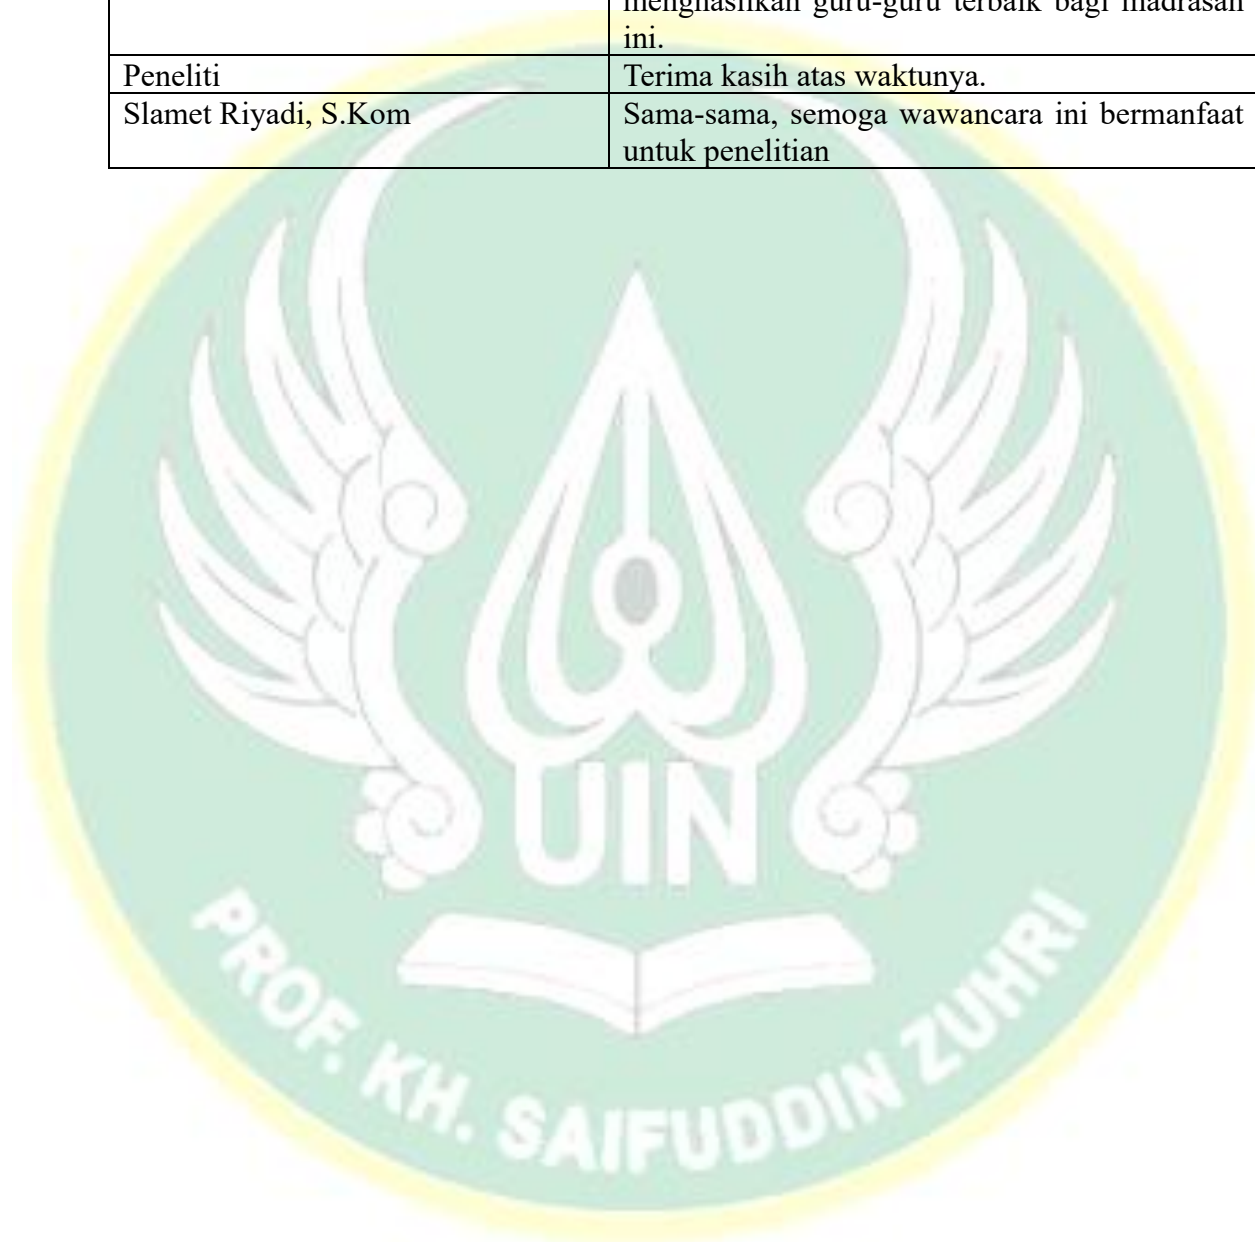 menghasilkan guru-guru terbaik bagi madrasah
ini.
Peneliti
Terima kasih atas waktunya.
Slamet Riyadi, S.Kom
Sama-sama, semoga wawancara ini bermanfaat
untuk penelitian
UIN
PROF. KH. SAIFUDDIN ZUHRI